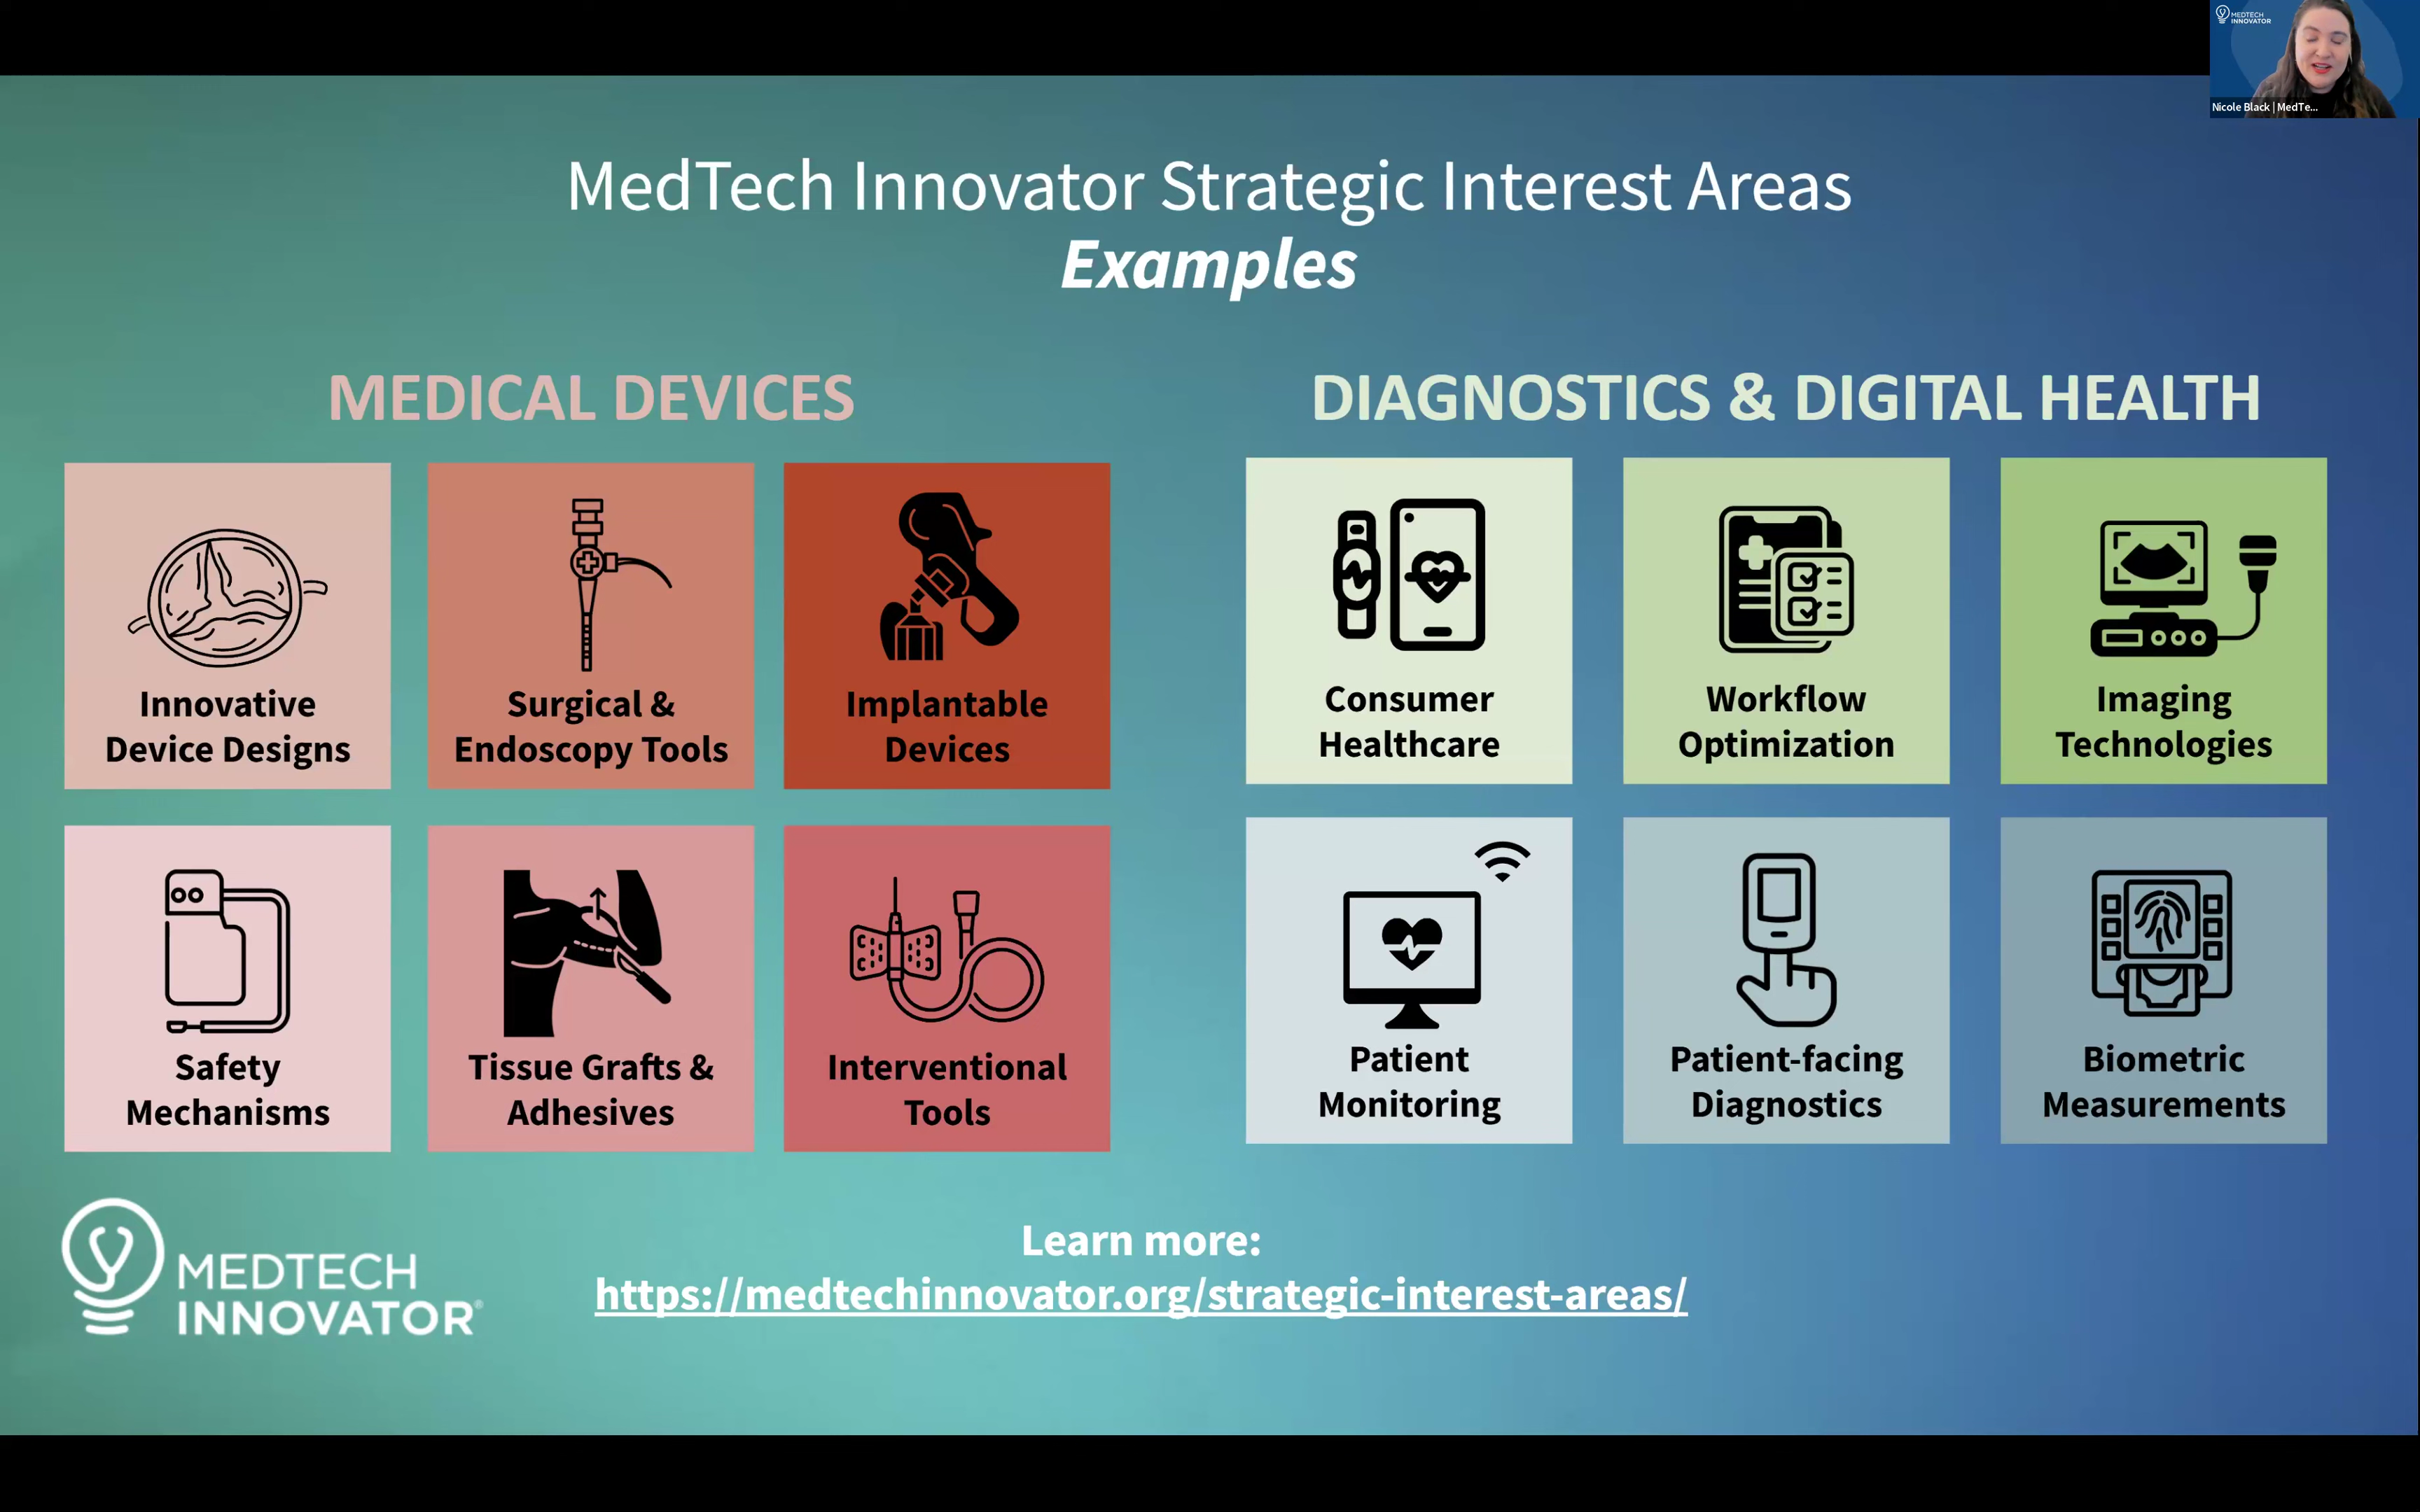 MEDTECH
INNOVATOR
Nicole Black | MedTe...
MedTech Innovator Strategic Interest Areas
Examples
MEDICAL DEVICES
Innovative
Device Designs
Surgical &
Endoscopy Tools
Implantable
Devices
Safety
Mechanisms
Tissue Grafts &
Adhesives
Interventional
Tools
DIAGNOSTICS & DIGITAL HEALTH
Consumer
Healthcare
Workflow
Optimization
Imaging
Technologies
Patient
Monitoring
Patient-facing
Diagnostics
Biometric
Measurements
MEDTECH
INNOVATOR®
Learn more:
https://medtechinnovator.org/strategic-interest-areas/